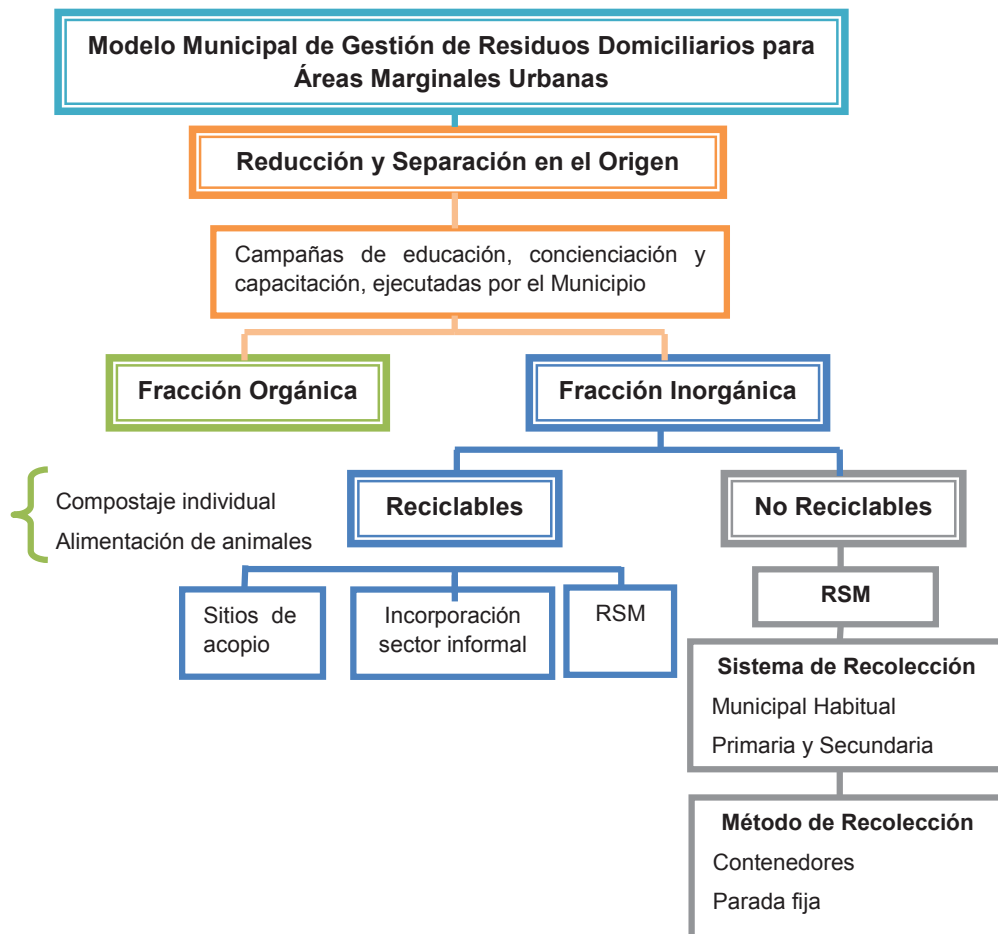 Modelo Municipal de Gestión de Residuos Domiciliarios para
Áreas Marginales Urbanas
Reducción y Separación en el Origen
Campañas de educación, concienciación y
capacitación, ejecutadas por el Municipio
Fracción Orgánica
Fracción Inorgánica
Compostaje individual
Alimentación de animales
Reciclables
No Reciclables
Sitios de
acopio
Incorporación
sector informal
RSM
RSM
Sistema de Recolección
Municipal Habitual
Primaria y Secundaria
Método de Recolección
Contenedores
Parada fija